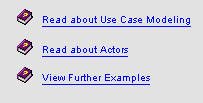 Read about Use Case Modeling
Read about Actors
View Further Examples